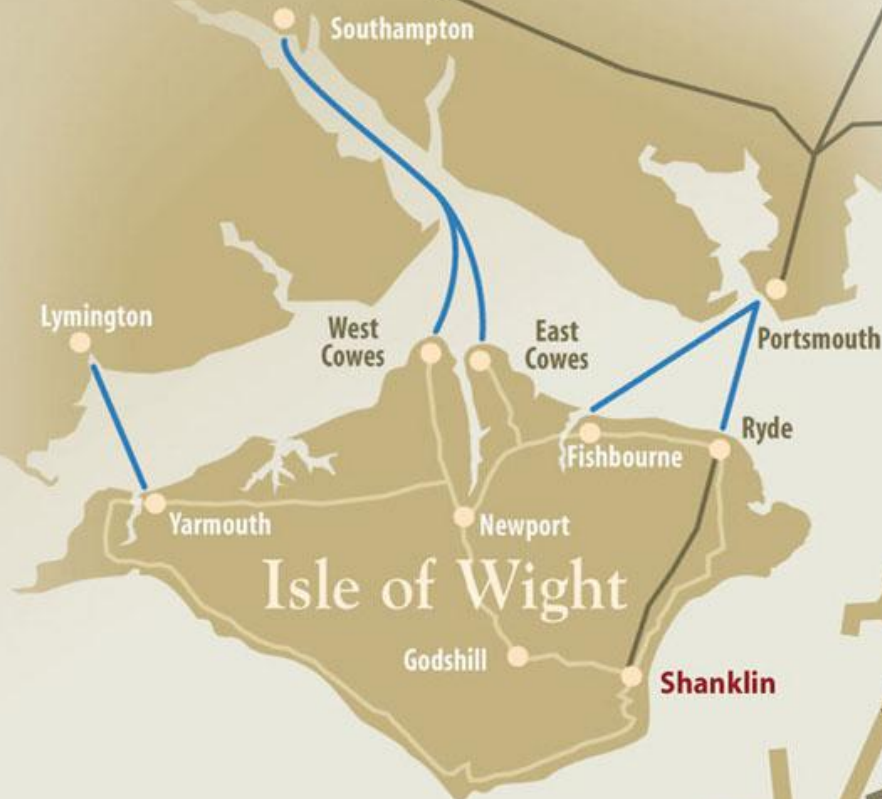 Southampton
Lymington
West
Cowes
East
Cowes
Portsmouth
Ryde
Fishbourne
Yarmouth
Newport
Isle of Wight
Godshill
Shanklin